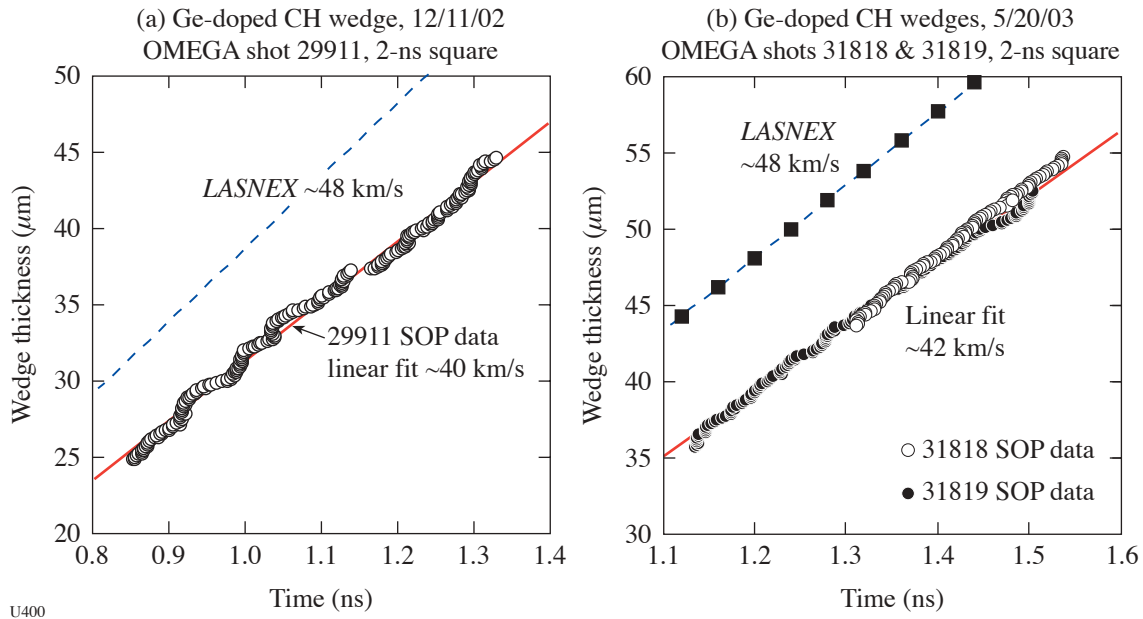 (a) Ge-doped CH wedge, 12/11/02
OMEGA shot 29911, 2-ns square
50
45
40
35
30
25
20
0.8
0.9
1.0
1.1
1.2
1.3
1.4
Wedge thickness (μm)
Time (ns)
LASNEX ~48 km/s
29911 SOP data
linear fit ~40 km/s
(b) Ge-doped CH wedges, 5/20/03
OMEGA shots 31818 & 31819, 2-ns square
60
55
50
45
40
35
30
1.1
1.2
1.3
1.4
1.5
1.6
Wedge thickness (μm)
Time (ns)
LASNEX
~48 km/s
Linear fit
~42 km/s
31818 SOP data
31819 SOP data
U400